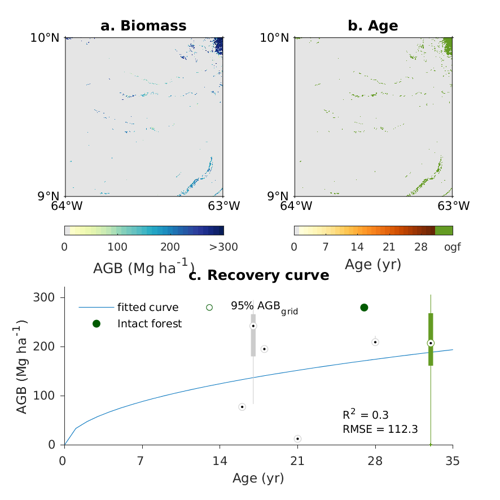 a. Biomass
b. Age
10°N
10°N
9°N
9°N
64°W
63°W
64°W
63°W
0 100 200 >300
0 7 14 21 28 ogf
AGB (Mg ha-1)
Age (yr)
c. Recovery curve
fitted curve
95% AGBgrid
Intact forest
300
200
100
0
AGB (Mg ha-1)
R2 = 0.3
RMSE = 112.3
0 7 14 21 28 35
Age (yr)